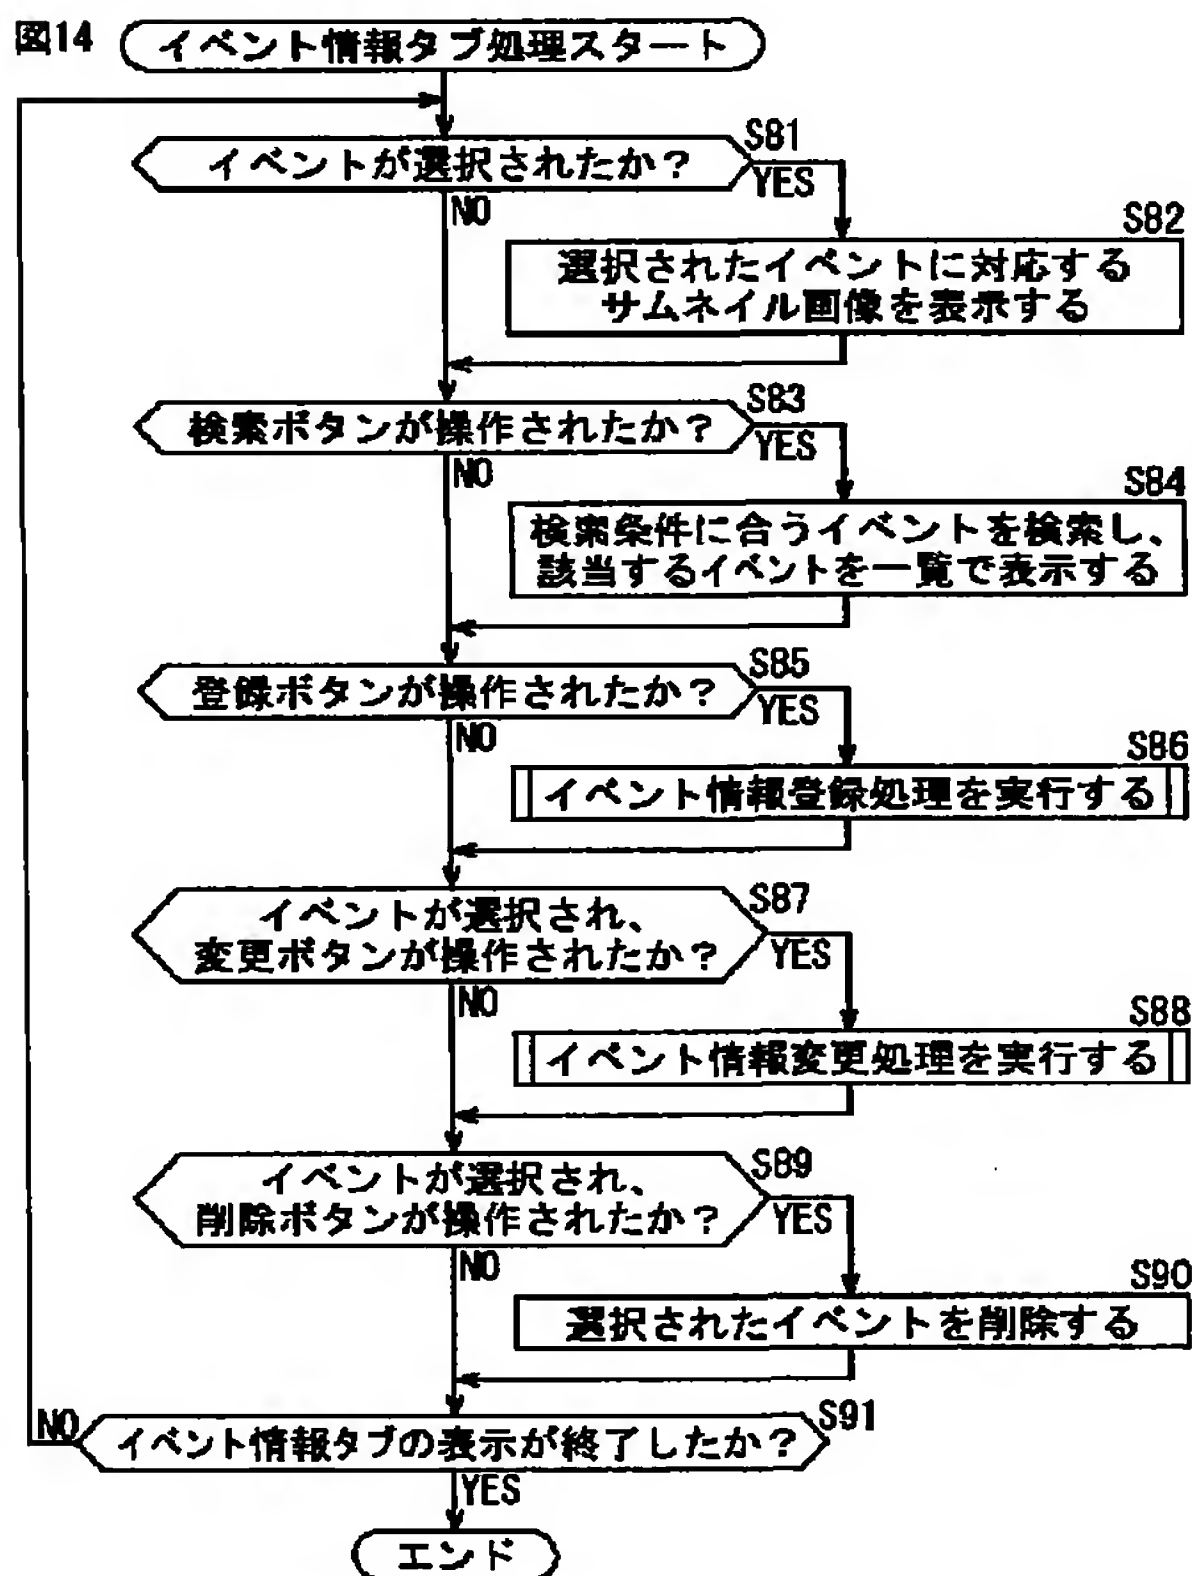 図14
イベント情報タブ処理スタート
イベントが選択されたか？
S81
YES
NO
S82
選択されたイベントに対応する
サムネイル画像を表示する
検索ボタンが操作されたか？
S83
YES
NO
S84
検索条件に合うイベントを検索し、
該当するイベントを一覧で表示する
登録ボタンが操作されたか？
S85
YES
NO
S86
イベント情報登録処理を実行する
イベントが選択され、
変更ボタンが操作されたか？
S87
YES
NO
S88
イベント情報変更処理を実行する
イベントが選択され、
削除ボタンが操作されたか？
S89
YES
NO
S90
選択されたイベントを削除する
NO
イベント情報タブの表示が終了したか？
S91
YES
エンド